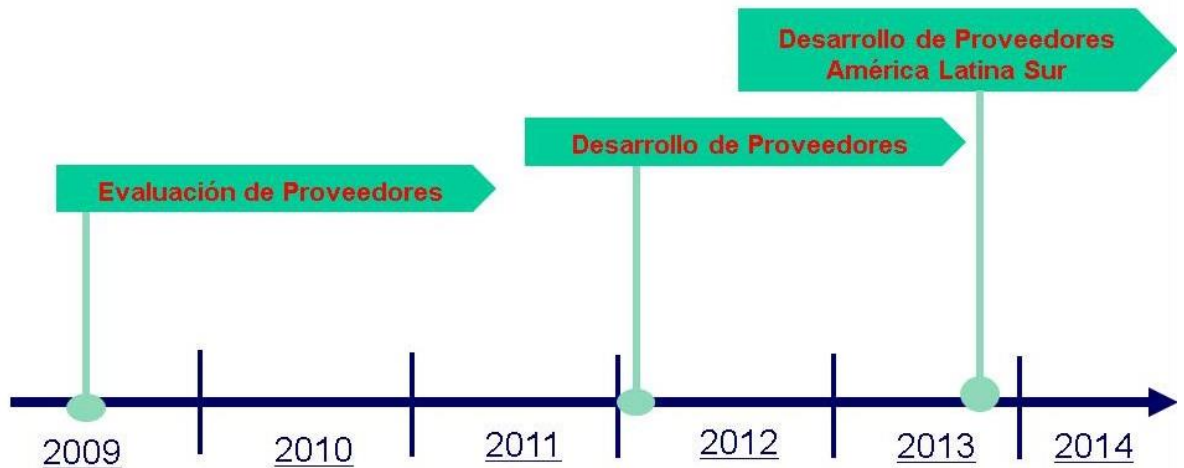 Desarrollo de Proveedores
América Latina Sur
Desarrollo de Proveedores
Evaluación de Proveedores
2009
2010
2011
2012
2013
2014